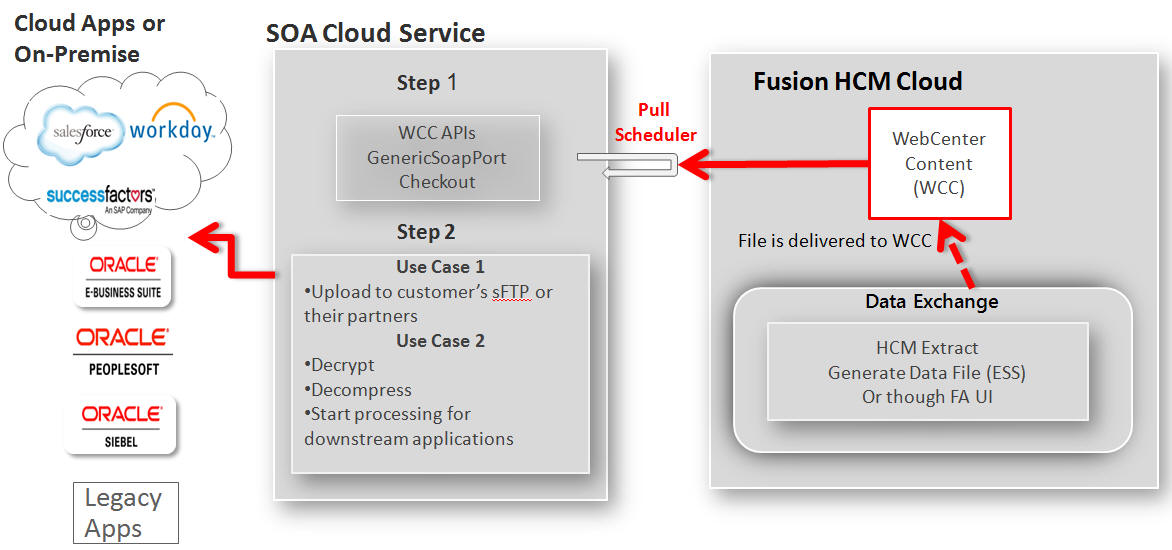 Cloud Apps or
On-Premise
salesforce
workday.
successfactors™
An SAP Company
ORACLE®
E-BUSINESS SUITE
ORACLE®
PEOPLESOFT
ORACLE®
SIEBEL
Legacy
Apps
SOA Cloud Service
Step 1
WCC APIs
GenericSoapPort
Checkout
Step 2
Use Case 1
•Upload to customer’s sFTP or
their partners
Use Case 2
•Decrypt
•Decompress
•Start processing for
downstream applications
Pull
Scheduler
Fusion HCM Cloud
WebCenter
Content
(WCC)
File is delivered to WCC
Data Exchange
HCM Extract
Generate Data File (ESS)
Or though FA UI